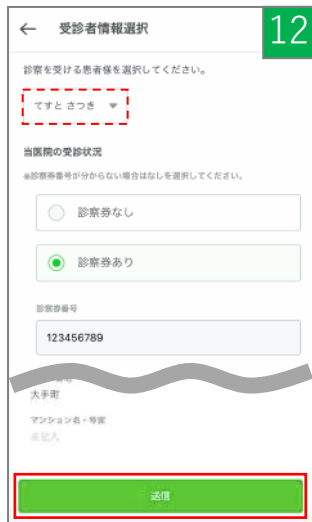 ← 受診者情報選択
12
診察を受ける患者様を選択してください。
てすと さつき ▼
当医院の受診状況
※診察券番号が分からない場合はなしを選択してください。
診察券なし
診察券あり
診察券番号
123456789
大手町
マンション名・号室
未記入
送信